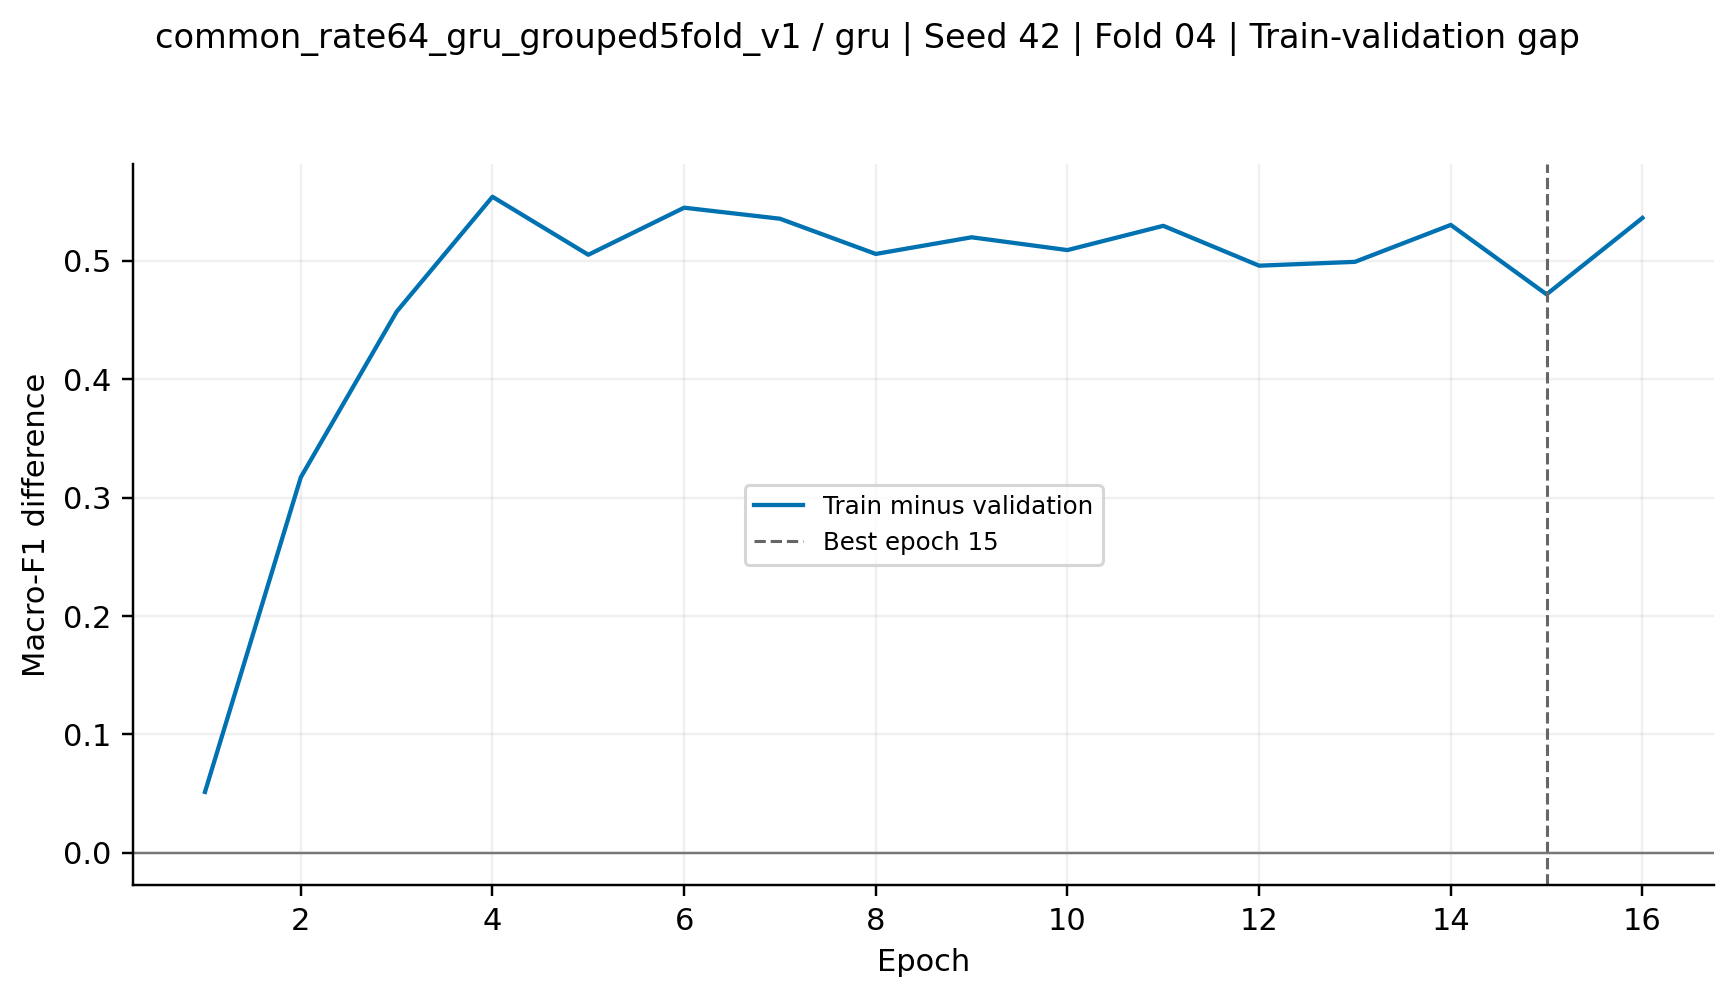 common_rate64_gru_grouped5fold_v1 / gru | Seed 42 | Fold 04 | Train-validation gap
Macro-F1 difference
0.5
0.4
0.3
0.2
0.1
0.0
Train minus validation
Best epoch 15
2 4 6 8 10 12 14 16
Epoch